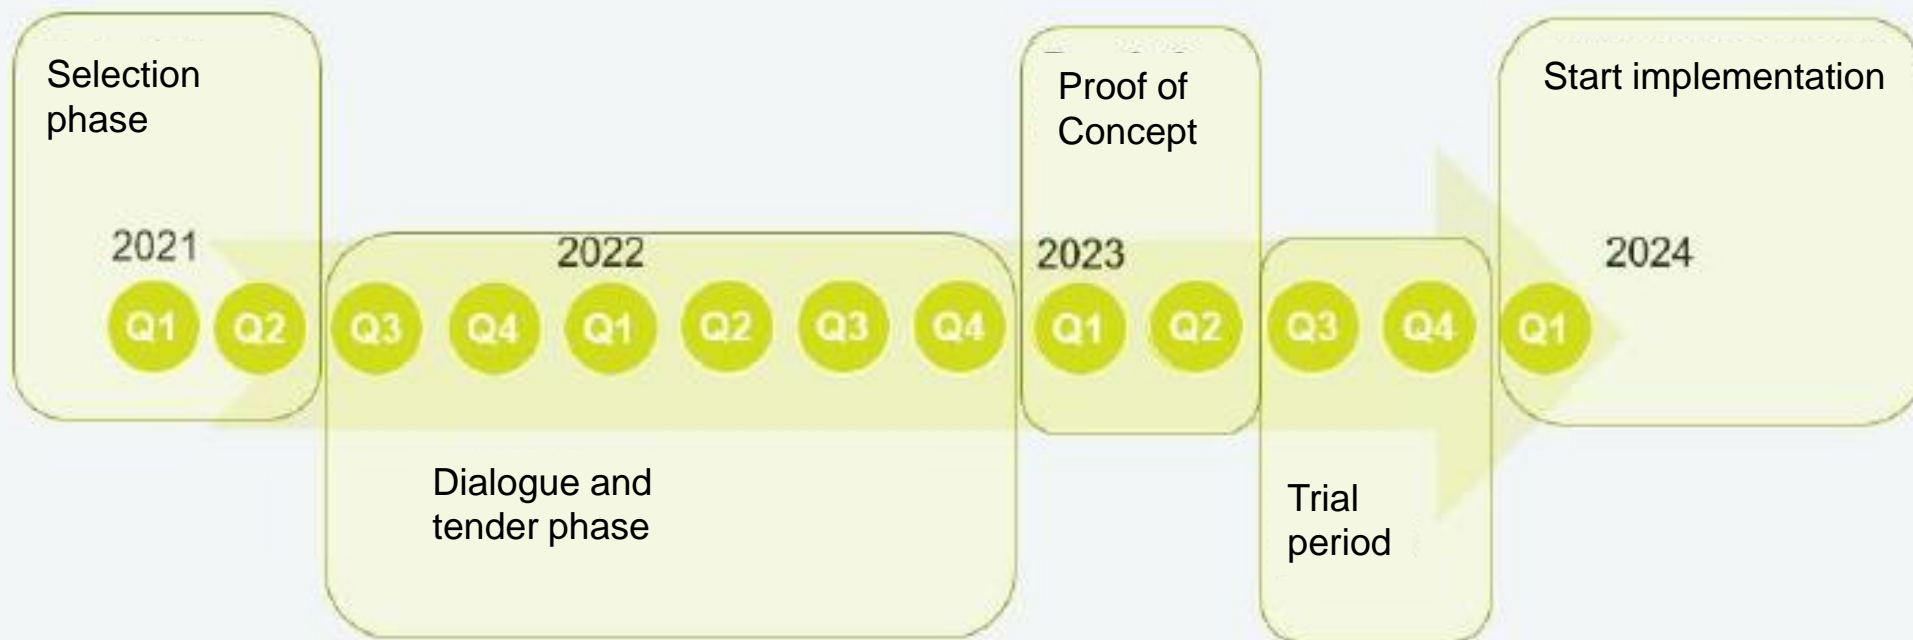 Selection
phase
Proof of
Concept
Start implementation
2021
2022
2023
2024
Q1 Q2 Q3 Q4 Q1 Q2 Q3 Q4 Q1 Q2 Q3 Q4 Q1
Dialogue and
tender phase
Trial
period